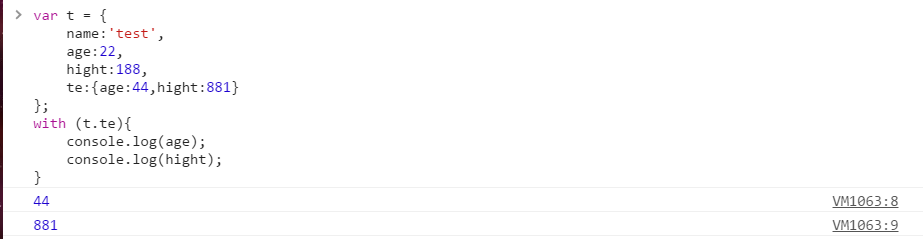 > var t = {
name:'test',
age:22,
hight:188,
te:{age:44,hight:881}
};
with (t.te){
console.log(age);
console.log(hight);
}
44 VM1063:8
881 VM1063:9